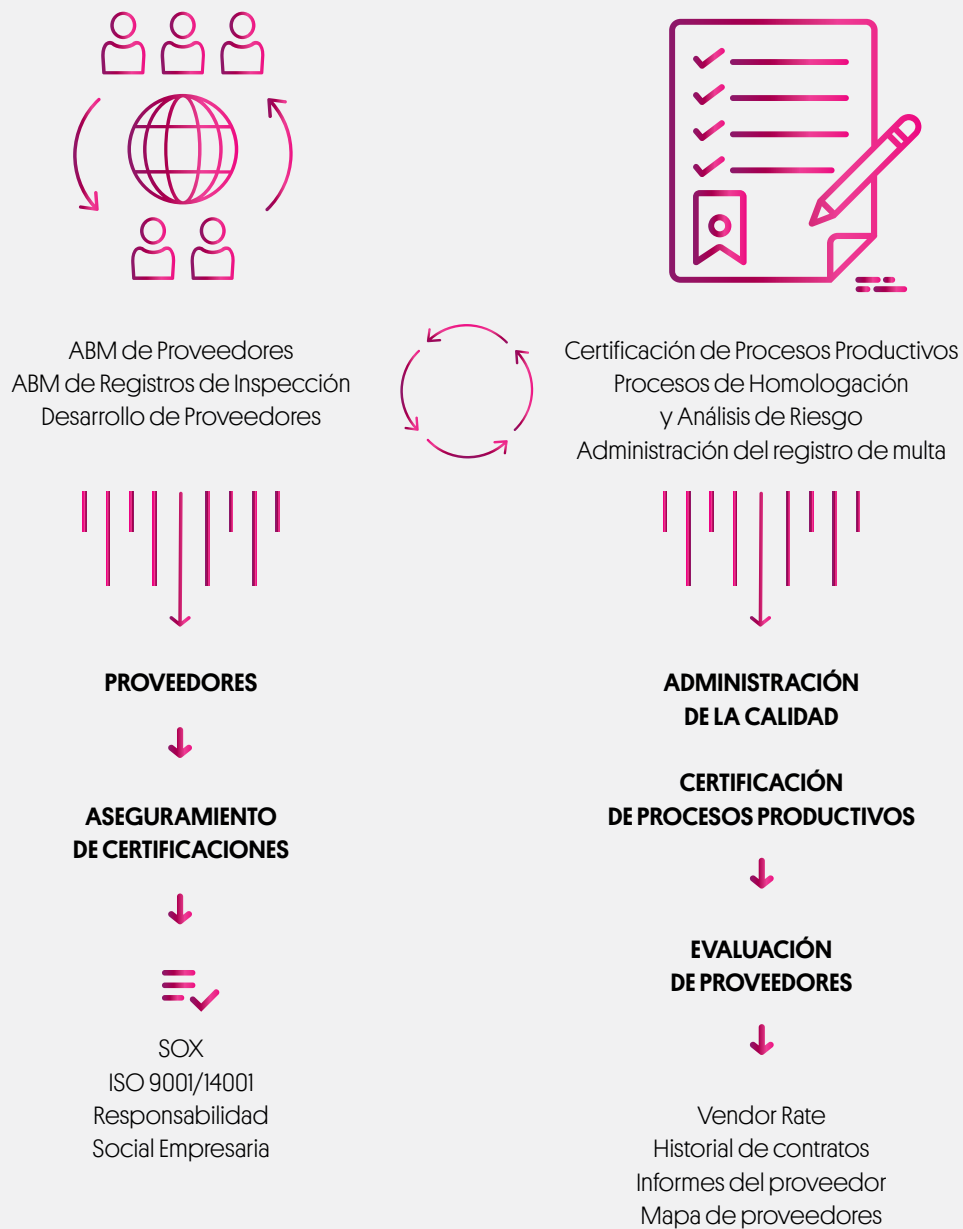 ABM de Proveedores
ABM de Registros de Inspección
Desarrollo de Proveedores
Certificación de Procesos Productivos
Procesos de Homologación
y Análisis de Riesgo
Administración del registro de multa
PROVEEDORES
ASEGURAMIENTO
DE CERTIFICACIONES
SOX
ISO 9001/14001
Responsabilidad
Social Empresaria
ADMINISTRACIÓN
DE LA CALIDAD
CERTIFICACIÓN
DE PROCESOS PRODUCTIVOS
EVALUACIÓN
DE PROVEEDORES
Vendor Rate
Historial de contratos
Informes del proveedor
Mapa de proveedores